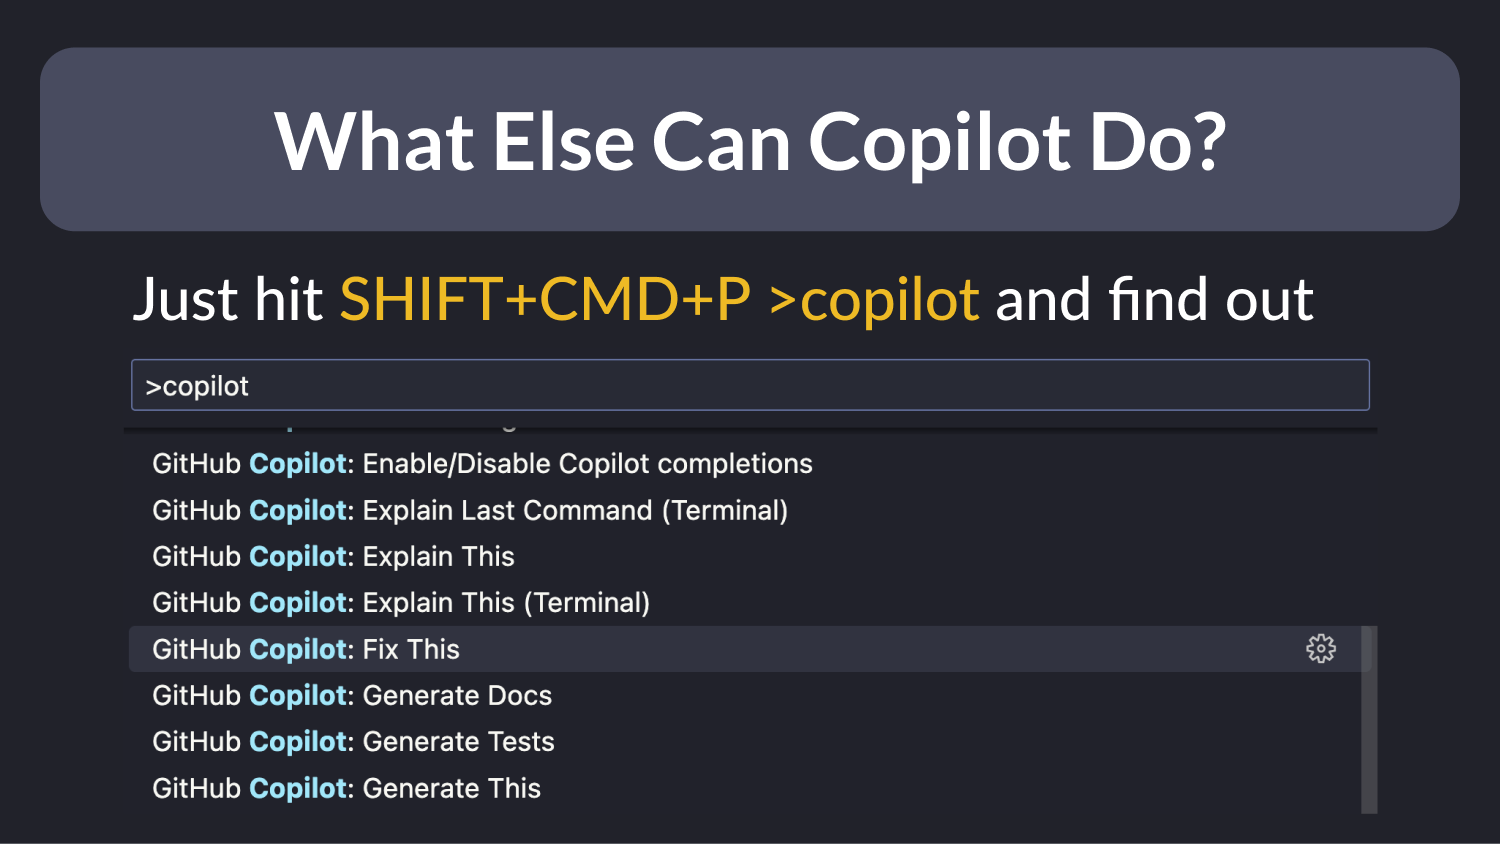 What Else Can Copilot Do?
Just hit SHIFT+CMD+P >copilot and find out
>copilot
GitHub Copilot: Enable/Disable Copilot completions
GitHub Copilot: Explain Last Command (Terminal)
GitHub Copilot: Explain This
GitHub Copilot: Explain This (Terminal)
GitHub Copilot: Fix This
GitHub Copilot: Generate Docs
GitHub Copilot: Generate Tests
GitHub Copilot: Generate This